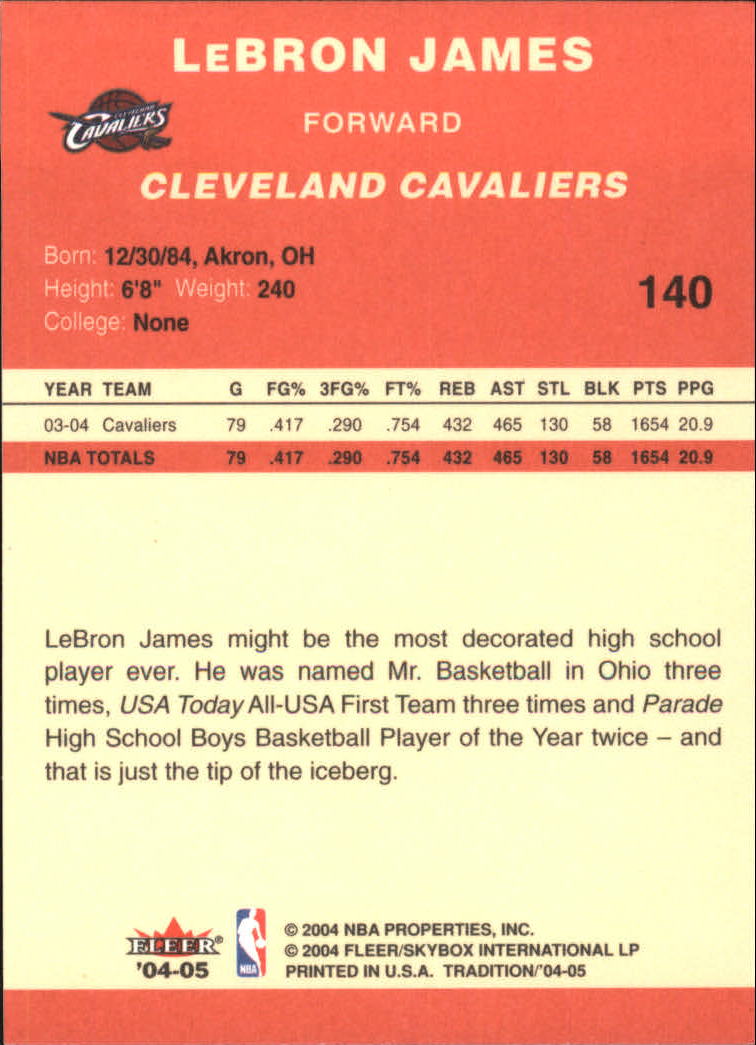 LEBRON JAMES
CAVALIERS
FORWARD
CLEVELAND CAVALIERS
Born: 12/30/84, Akron, OH
Height: 6'8" Weight: 240
College: None
140
YEAR TEAM G FG% 3FG% FT% REB AST STL BLK PTS PPG
03-04 Cavaliers 79 .417 .290 .754 432 465 130 58 1654 20.9
NBA TOTALS 79 .417 .290 .754 432 465 130 58 1654 20.9
LeBron James might be the most decorated high school
player ever. He was named Mr. Basketball in Ohio three
times, USA Today All-USA First Team three times and Parade
High School Boys Basketball Player of the Year twice – and
that is just the tip of the iceberg.
FLEER®
'04-05
NBA
© 2004 NBA PROPERTIES, INC.
© 2004 FLEER/SKYBOX INTERNATIONAL LP
PRINTED IN U.S.A. TRADITION/'04-05